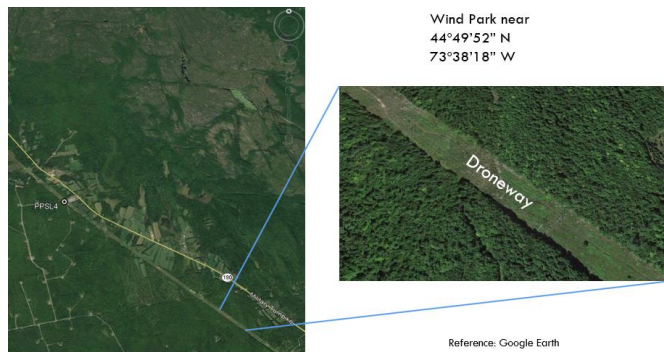 Wind Park near
44°49’52” N
73°38’18” W
PPSL4
190
Droneway
Reference: Google Earth